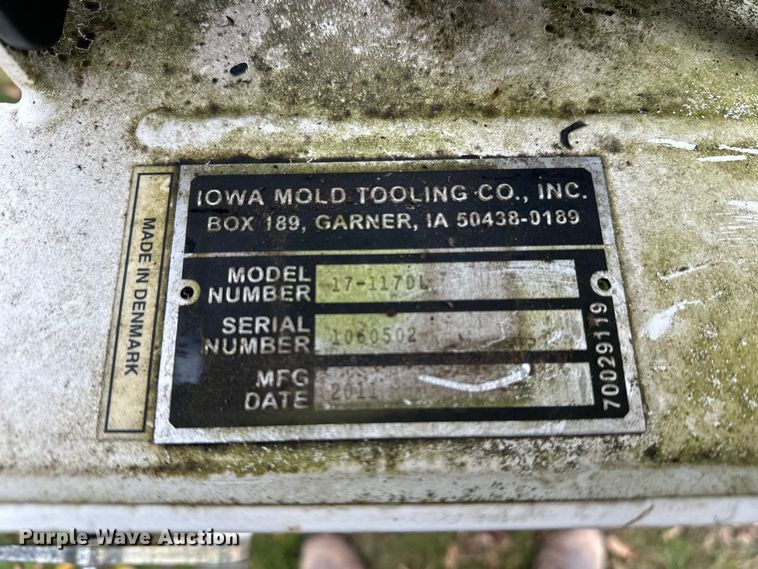 IOWA MOLD TOOLING CO., INC.
BOX 189, GARNER, IA 50438-0189
MODEL NUMBER 17-117DL
SERIAL NUMBER 1060502
MFG DATE 2011
70029119
MADE IN DENMARK
Purple Wave Auction